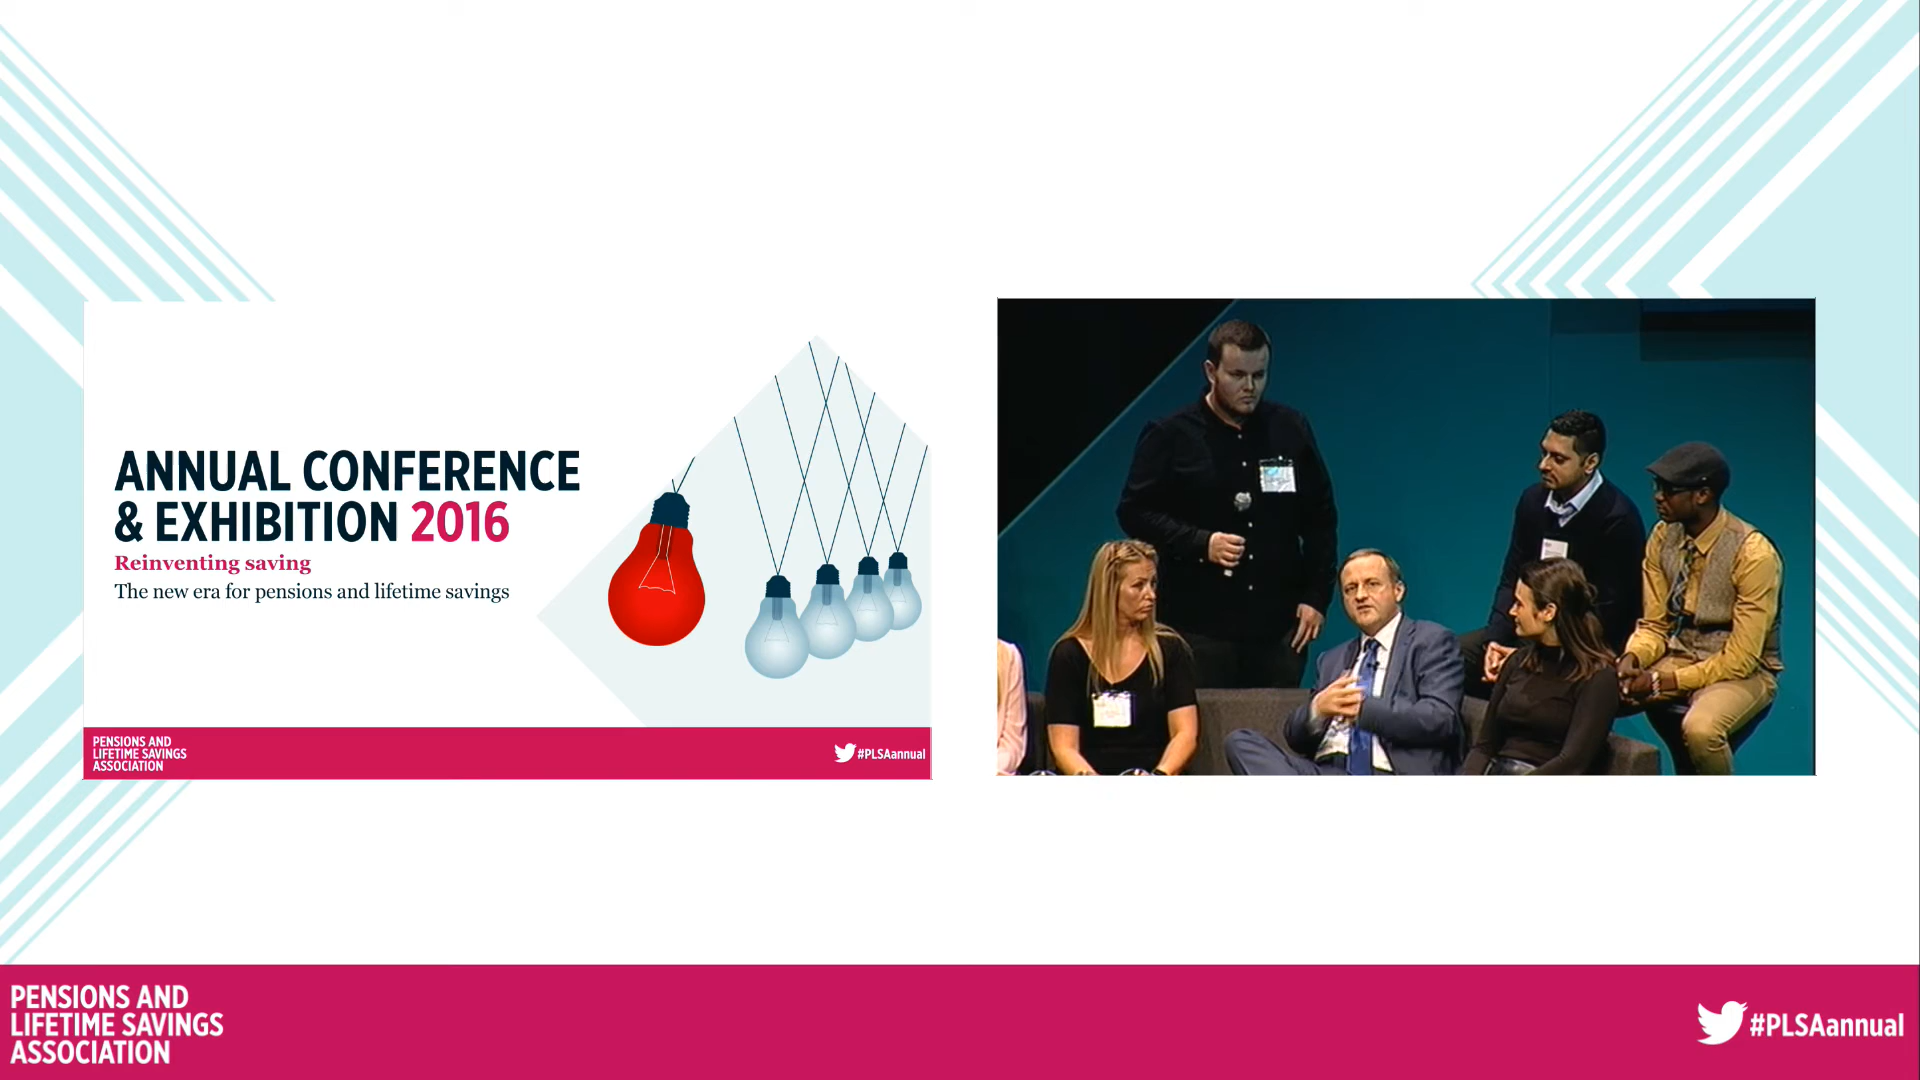 ANNUAL CONFERENCE
& EXHIBITION 2016
Reinventing saving
The new era for pensions and lifetime savings
PENSIONS AND
LIFETIME SAVINGS
ASSOCIATION
#PLSAannual
PENSIONS AND
LIFETIME SAVINGS
ASSOCIATION
#PLSAannual